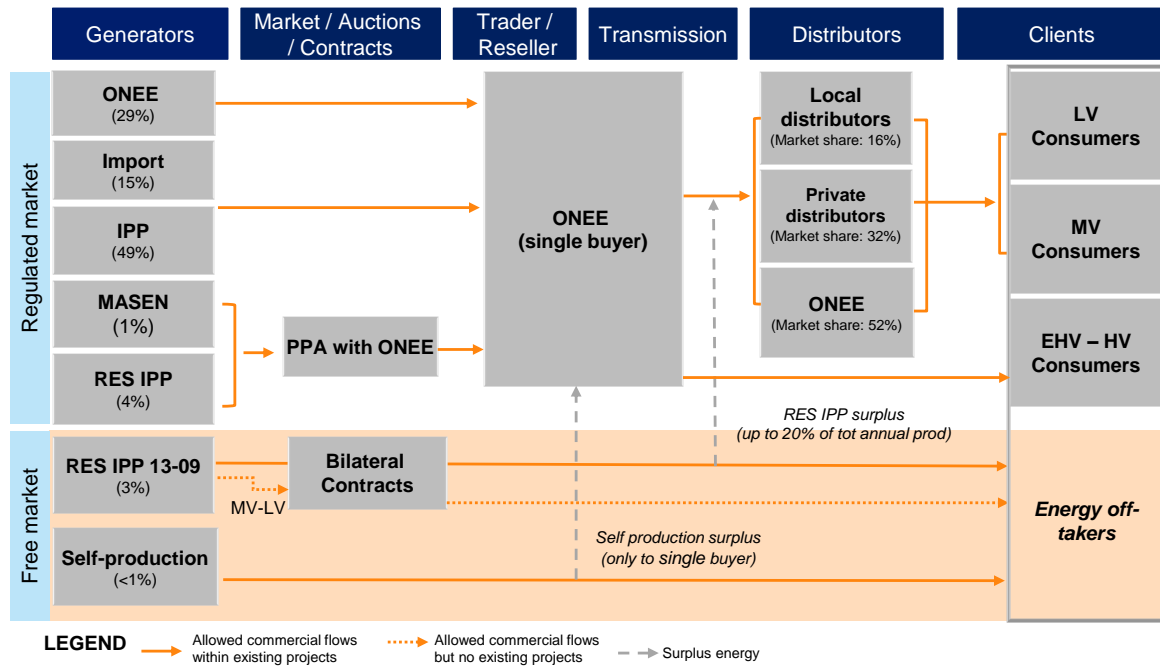 Generators
Market / Auctions
/ Contracts
Trader /
Reseller
Transmission
Distributors
Clients
Regulated market
ONEE
(29%)
Import
(15%)
IPP
(49%)
MASEN
(1%)
RES IPP
(4%)
PPA with ONEE
ONEE
(single buyer)
Local
distributors
(Market share: 16%)
Private
distributors
(Market share: 32%)
ONEE
(Market share: 52%)
LV
Consumers
MV
Consumers
EHV – HV
Consumers
RES IPP surplus
(up to 20% of tot annual prod)
Free market
RES IPP 13-09
(3%)
MV-LV
Bilateral
Contracts
Self-production
(<1%)
Self production surplus
(only to single buyer)
Energy off-
takers
LEGEND
Allowed commercial flows
within existing projects
Allowed commercial flows
but no existing projects
Surplus energy